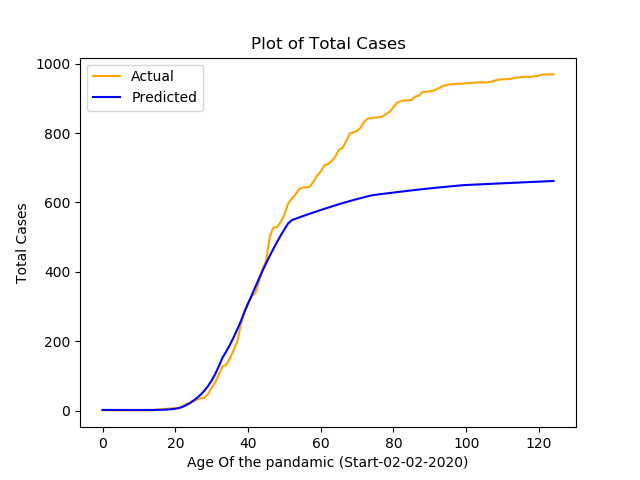 Plot of Total Cases
Actual
Predicted
1000
800
600
400
200
0
Total Cases
0 20 40 60 80 100 120
Age Of the pandamic (Start-02-02-2020)